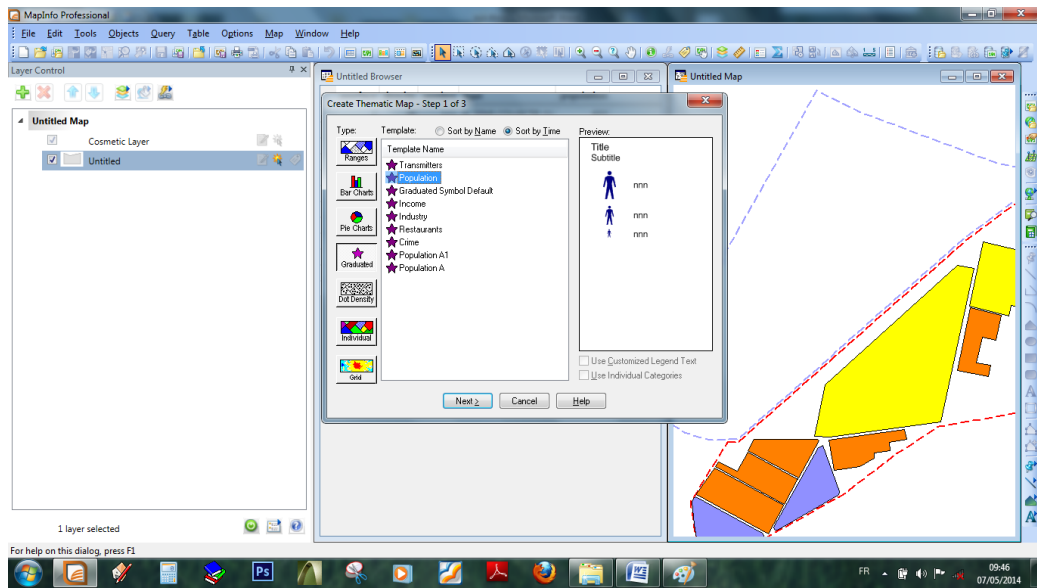 MapInfo Professional
File Edit Tools Objects Query Table Options Map Window Help
Layer Control
Untitled Map
Cosmetic Layer
Untitled
1 layer selected
Untitled Browser
Untitled Map
Create Thematic Map - Step 1 of 3
Type:
Ranges
Bar Charts
Pie Charts
Graduated
Dot Density
Individual
Grid
Template:
Sort by Name
Sort by Time
Template Name
Transmitters
Population
Graduated Symbol Default
Income
Industry
Restaurants
Crime
Population A1
Population A
Preview:
Title
Subtitle
nnn
nnn
nnn
Use Customized Legend Text
Use Individual Categories
Next >
Cancel
Help
For help on this dialog, press F1
Ps
FR
09:46
07/05/2014